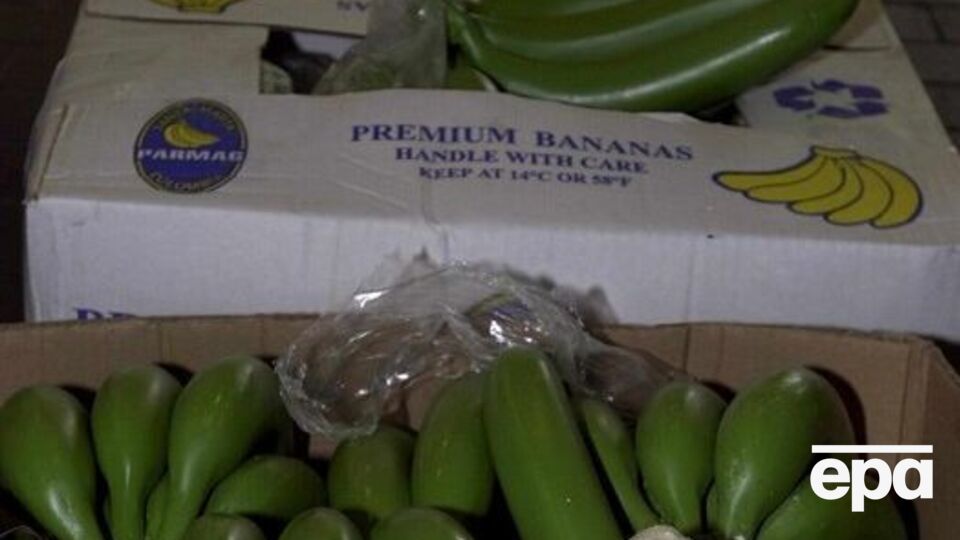 PARMAG
PREMIUM BANANAS
HANDLE WITH CARE
KEEP AT 14°C OR 58°F
epa